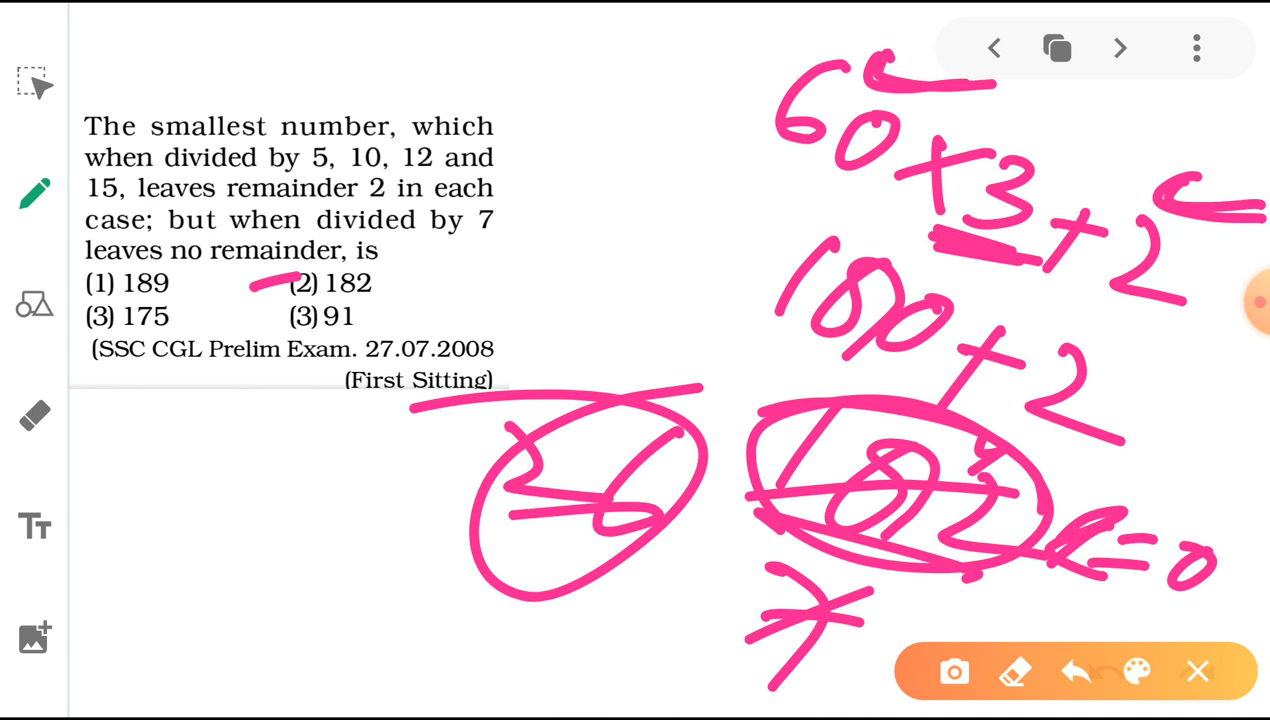 The smallest number, which
when divided by 5, 10, 12 and
15, leaves remainder 2 in each
case; but when divided by 7
leaves no remainder, is
(1) 189 (2) 182
(3) 175 (3) 91
(SSC CGL Prelim Exam. 27.07.2008
(First Sitting)
60 × 3 + 2
180 + 2
182
7
= 0
26
Tт